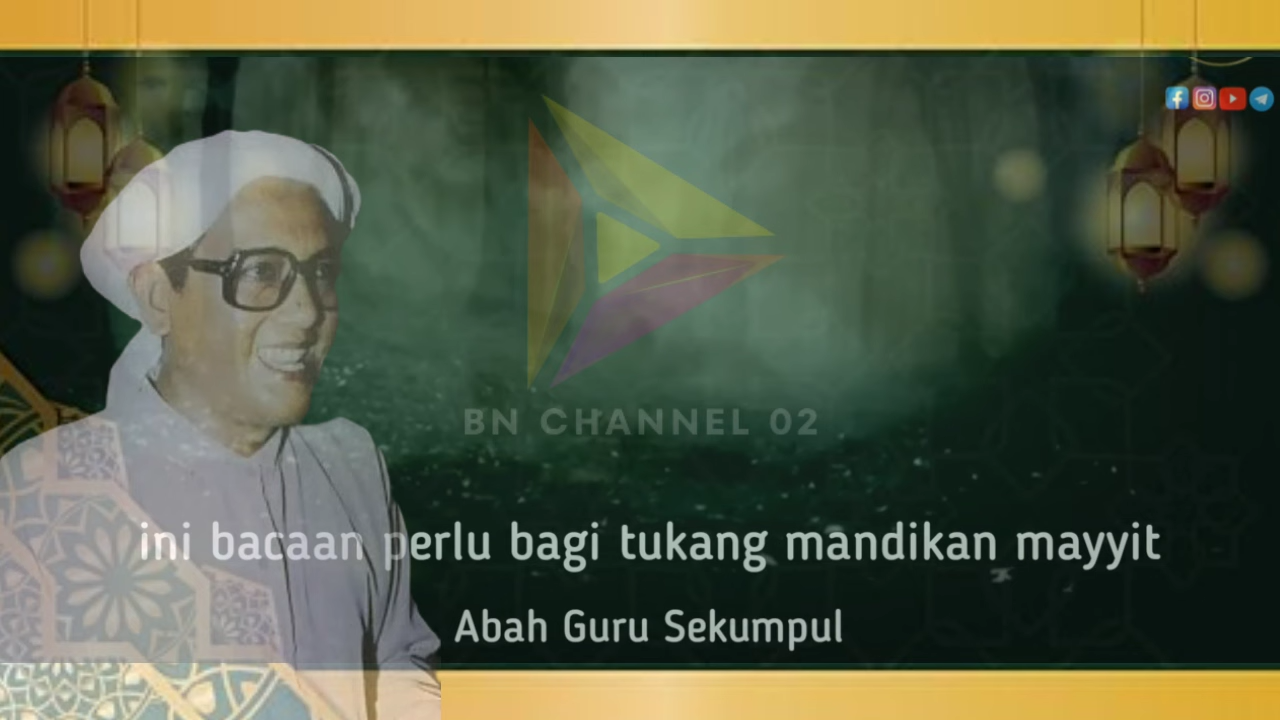 BN CHANNEL 02
ini bacaan perlu bagi tukang mandikan mayyit
Abah Guru Sekumpul